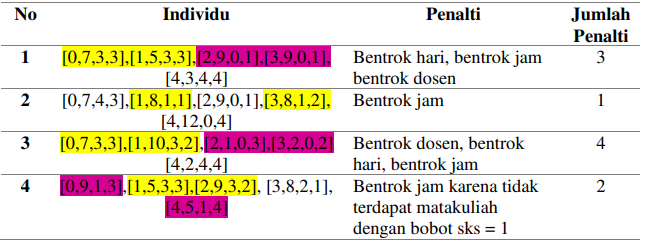 No Individu Penalti Jumlah
Penalti
1 [0,7,3,3],[1,5,3,3],[2,9,0,1],[3,9,0,1], Bentrok hari, bentrok jam 3
[4,3,4,4] bentrok dosen
2 [0,7,4,3],[1,8,1,1],[2,9,0,1],[3,8,1,2], Bentrok jam 1
[4,12,0,4]
3 [0,7,3,3],[1,10,3,2],[2,1,0,3],[3,2,0,2] Bentrok dosen, bentrok 4
[4,2,4,4] hari, bentrok jam
4 [0,9,1,3],[1,5,3,3],[2,9,3,2], [3,8,2,1], Bentrok jam karena tidak 2
[4,5,1,4] terdapat matakuliah
dengan bobot sks = 1